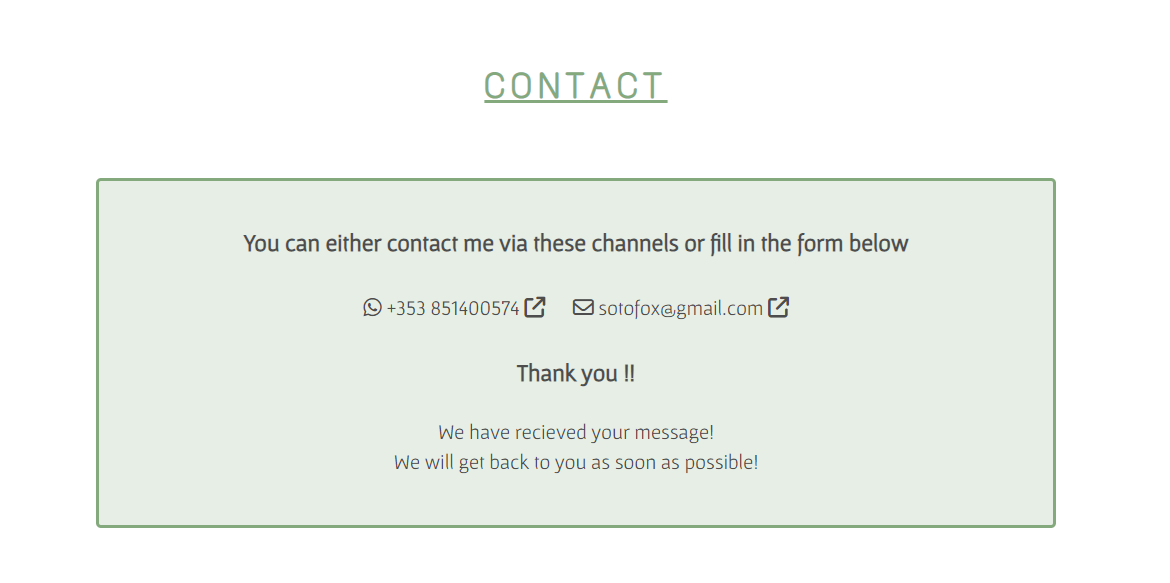 CONTACT
You can either contact me via these channels or fill in the form below
+353 851400574 sotofox@gmail.com
Thank you !!
We have recieved your message!
We will get back to you as soon as possible!